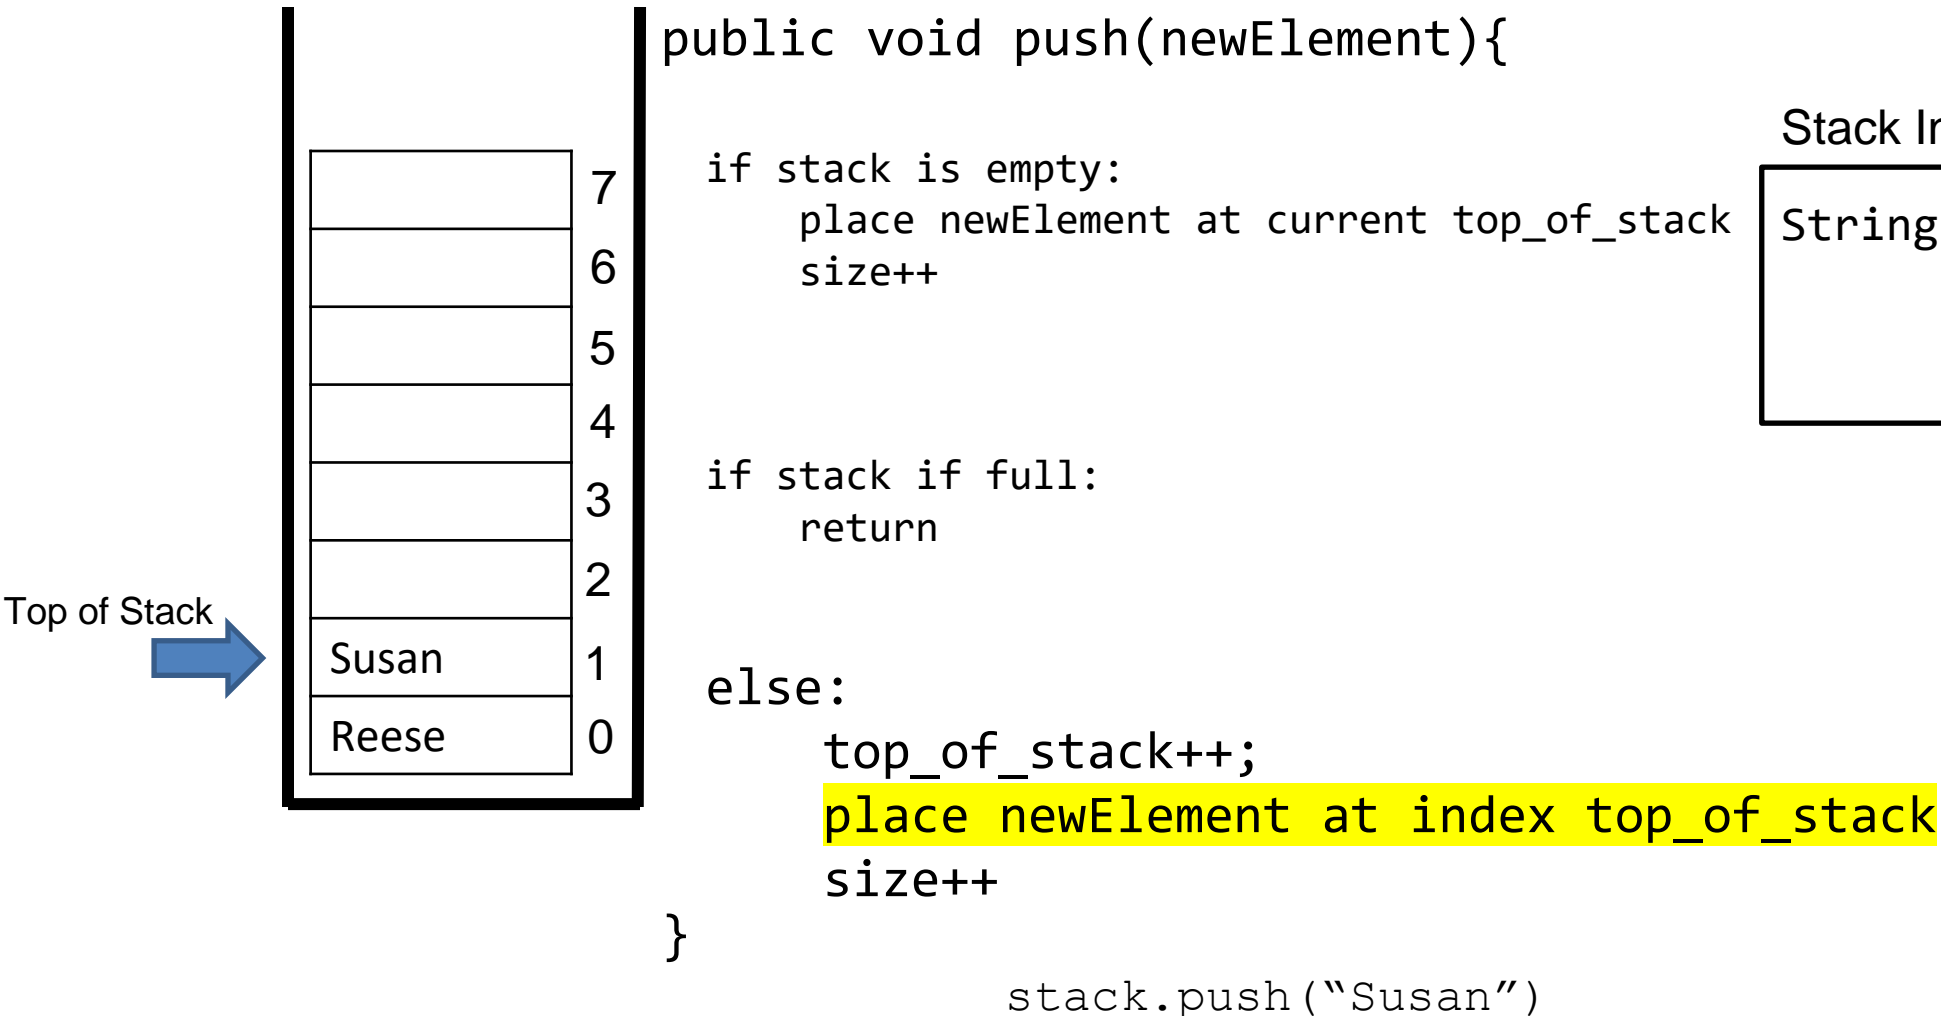 public void push(newElement){
Stack
if stack is empty:
place newElement at current top_of_stack
size++
String
7
6
5
4
3
2
1
0
if stack if full:
return
Top of Stack
Susan
Reese
else:
top_of_stack++;
place newElement at index top_of_stack
size++
}
stack.push(“Susan”)